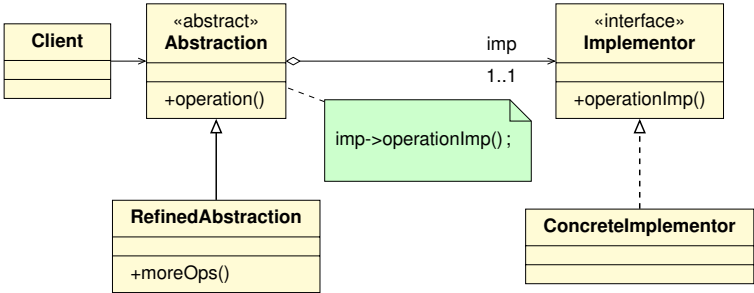 Client
«abstract»
Abstraction
+operation()
imp
1..1
«interface»
Implementor
+operationImp()
imp->operationImp() ;
RefinedAbstraction
+moreOps()
ConcreteImplementor